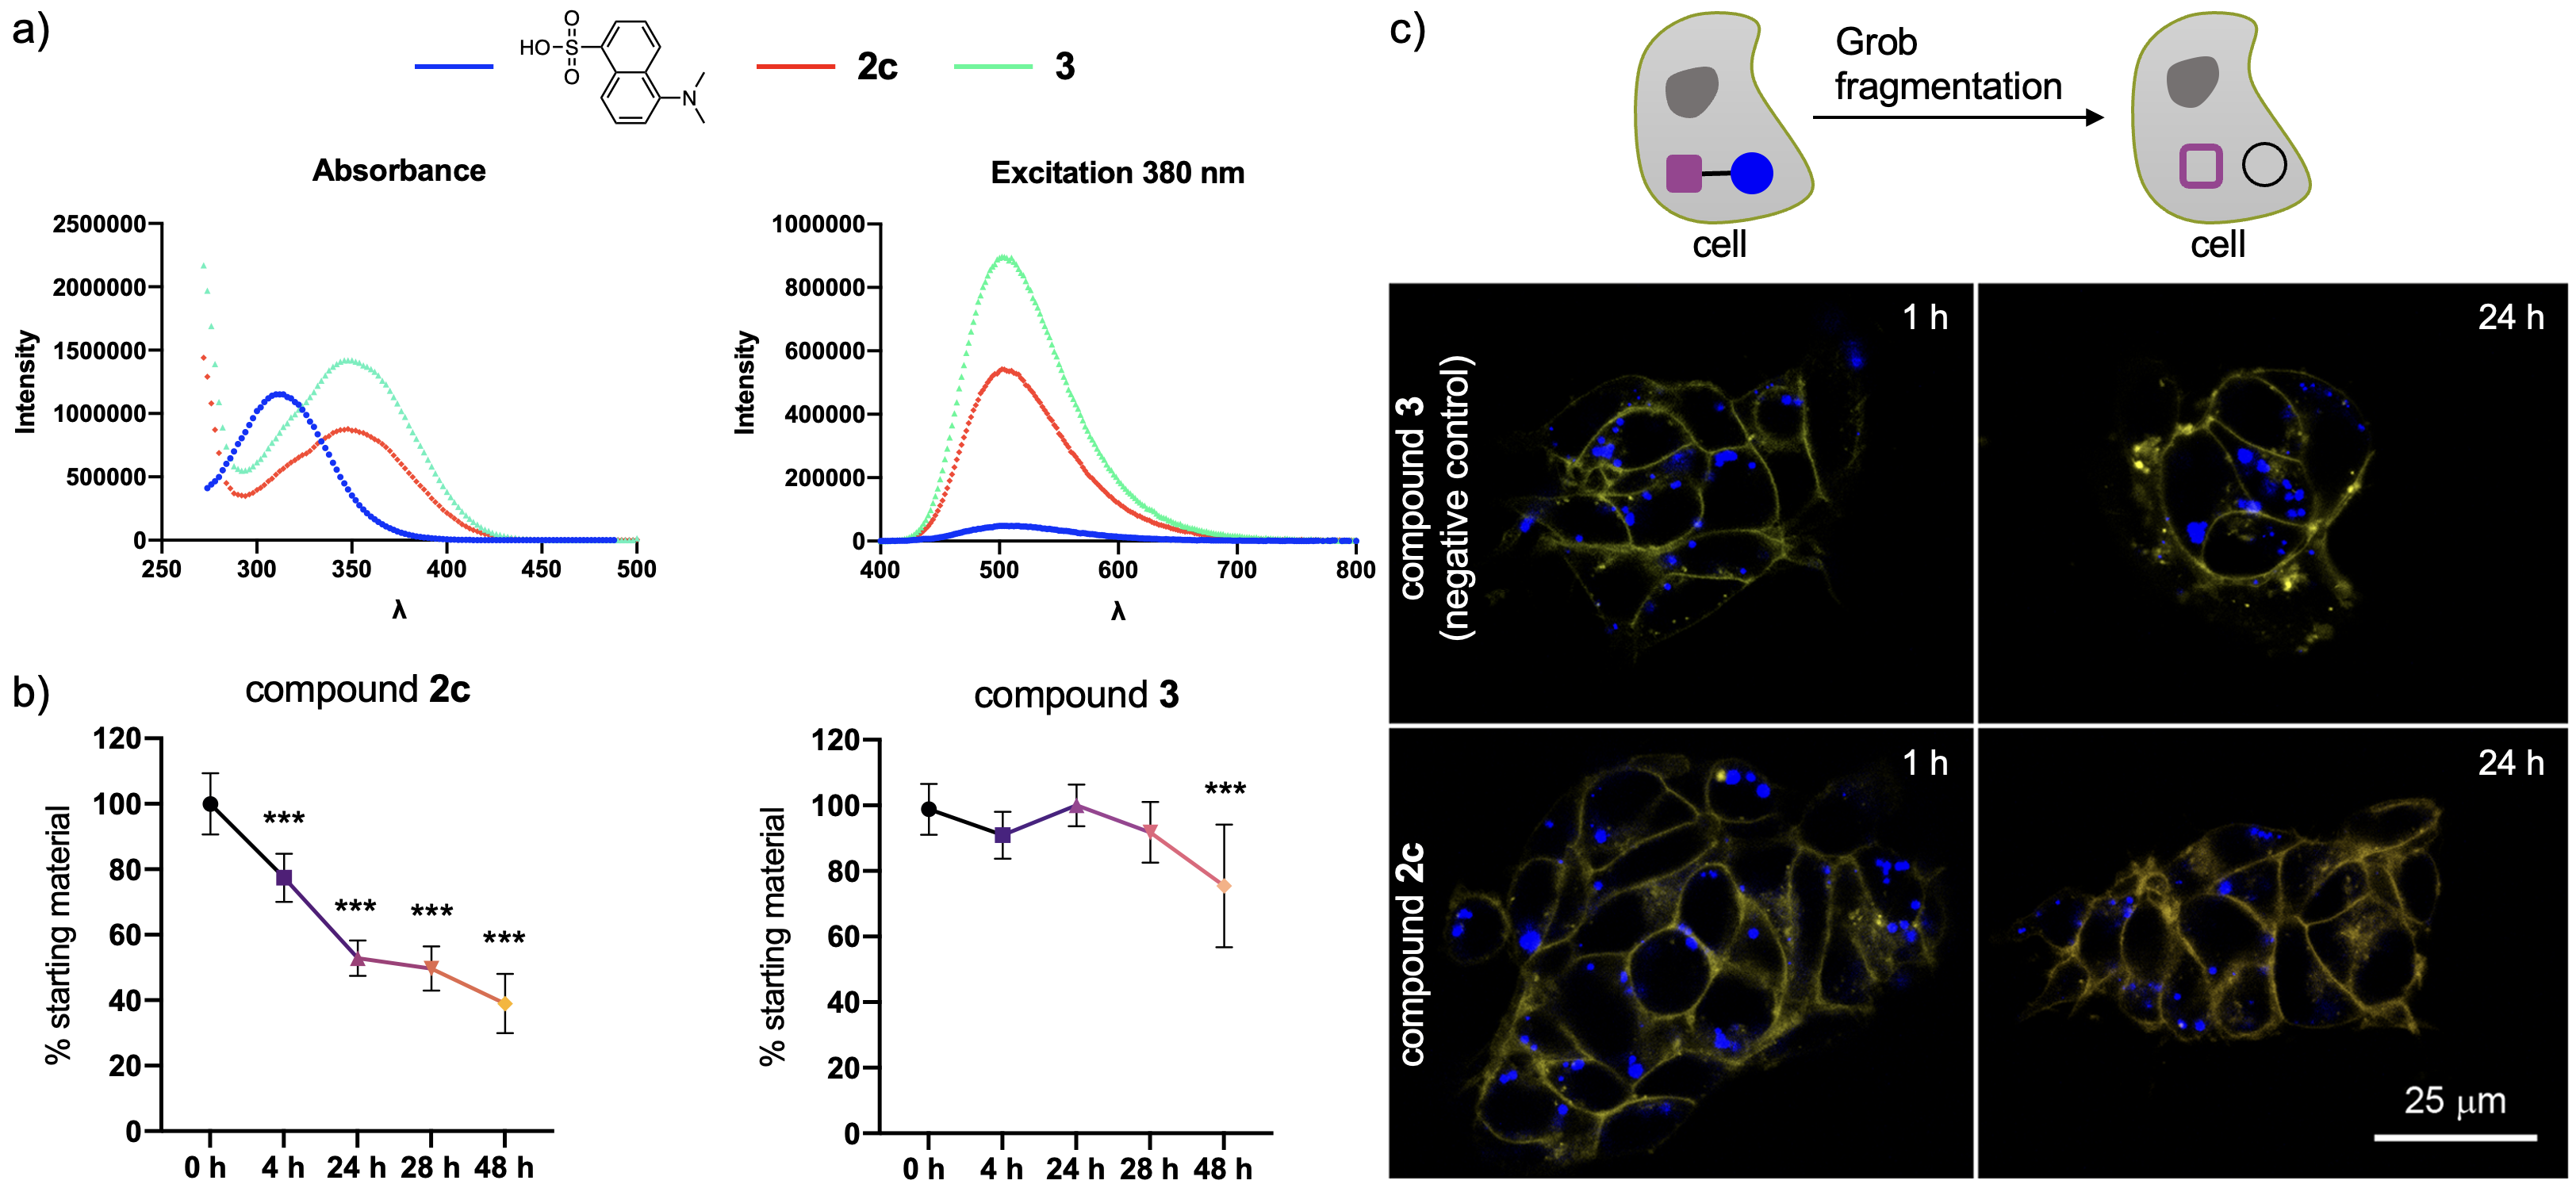 a)
HO
S
O
O
N
2c
3
Absorbance
2500000
2000000
1500000
1000000
500000
0
250 300 350 400 450 500
Intensity
λ
Excitation 380 nm
1000000
800000
600000
400000
200000
0
400 500 600 700 800
Intensity
λ
b)
compound 2c
120
100
80
60
40
20
0
% starting material
***
***
***
***
0 h 4 h 24 h 28 h 48 h
compound 3
120
100
80
60
40
20
0
% starting material
***
0 h 4 h 24 h 28 h 48 h
c)
Grob
fragmentation
cell
cell
compound 3
(negative control)
1 h
24 h
compound 2c
1 h
24 h
25 μm